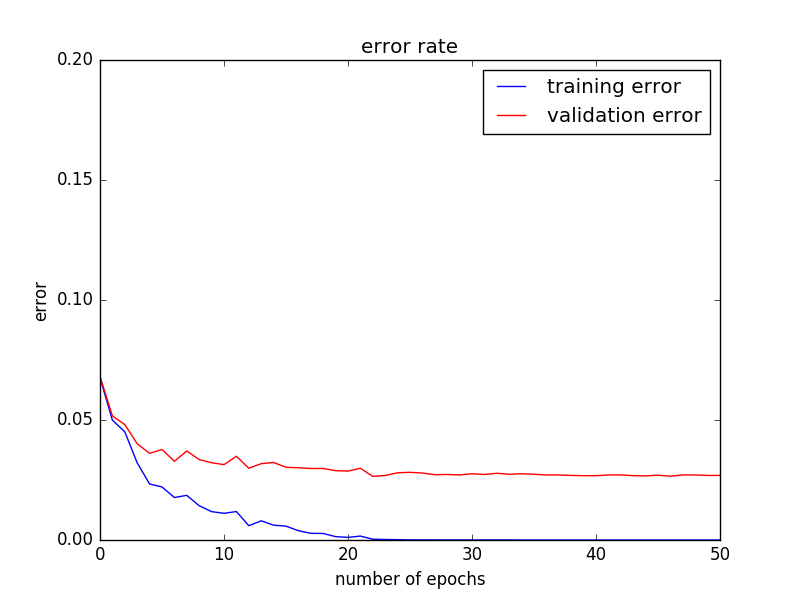 error rate
training error
validation error
0.20
0.15
0.10
0.05
0.00
error
0 10 20 30 40 50
number of epochs